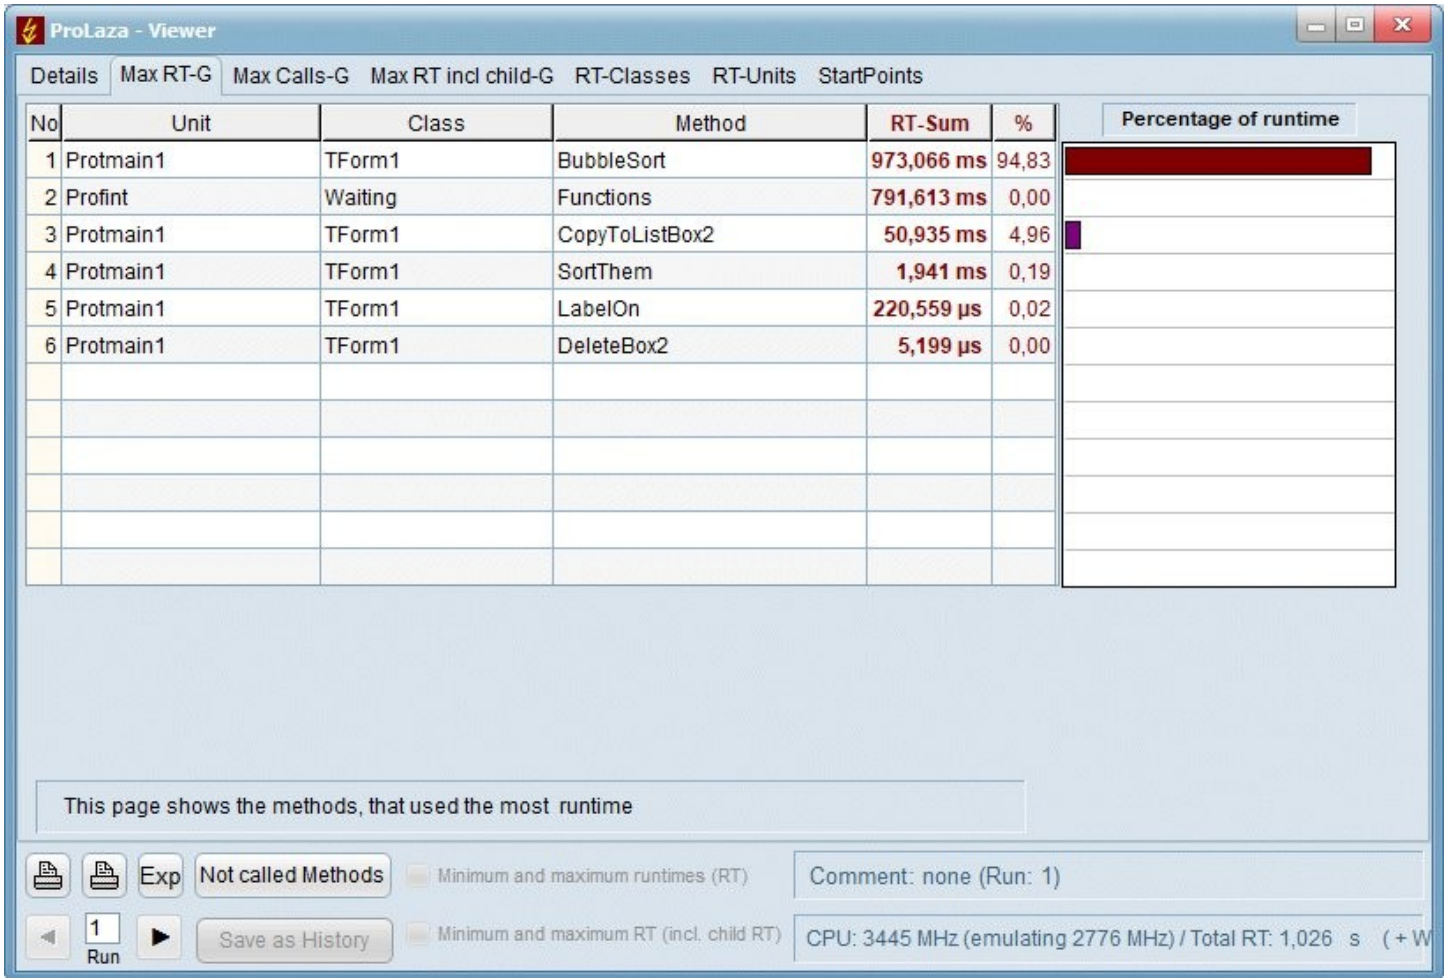 ProLaza - Viewer
Details Max RT-G Max Calls-G Max RT incl child-G RT-Classes RT-Units StartPoints
No Unit Class Method RT-Sum % Percentage of runtime
1 Protmain1 TForm1 BubbleSort 973,066 ms 94,83
2 Profint Waiting Functions 791,613 ms 0,00
3 Protmain1 TForm1 CopyToListBox2 50,935 ms 4,96
4 Protmain1 TForm1 SortThem 1,941 ms 0,19
5 Protmain1 TForm1 LabelOn 220,559 µs 0,02
6 Protmain1 TForm1 DeleteBox2 5,199 µs 0,00
This page shows the methods, that used the most runtime
Exp Not called Methods Minimum and maximum runtimes (RT) Comment: none (Run: 1)
1 Run Save as History Minimum and maximum RT (incl. child RT) CPU: 3445 MHz (emulating 2776 MHz) / Total RT: 1,026 s ( + W